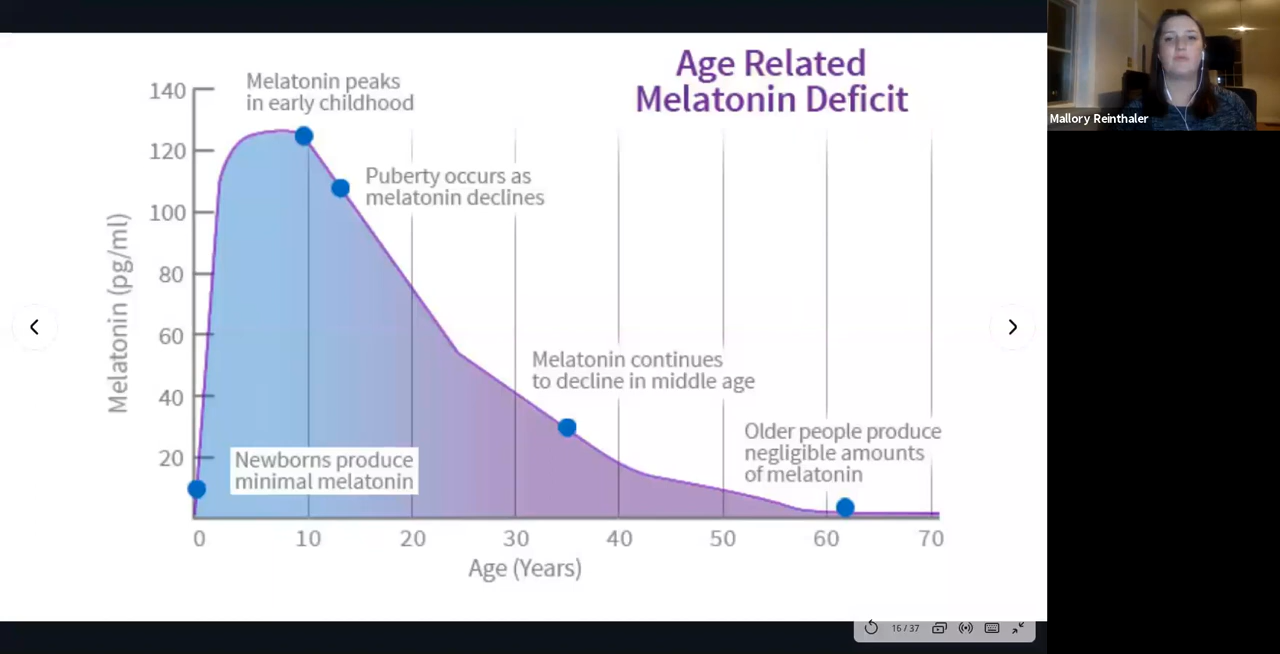 Age Related
Melatonin Deficit
Mallory Reinthaler
Melatonin peaks
in early childhood
Puberty occurs as
melatonin declines
Melatonin continues
to decline in middle age
Older people produce
negligible amounts
of melatonin
Newborns produce
minimal melatonin
Melatonin (pg/ml)
140
120
100
80
60
40
20
0 10 20 30 40 50 60 70
Age (Years)
16 / 37